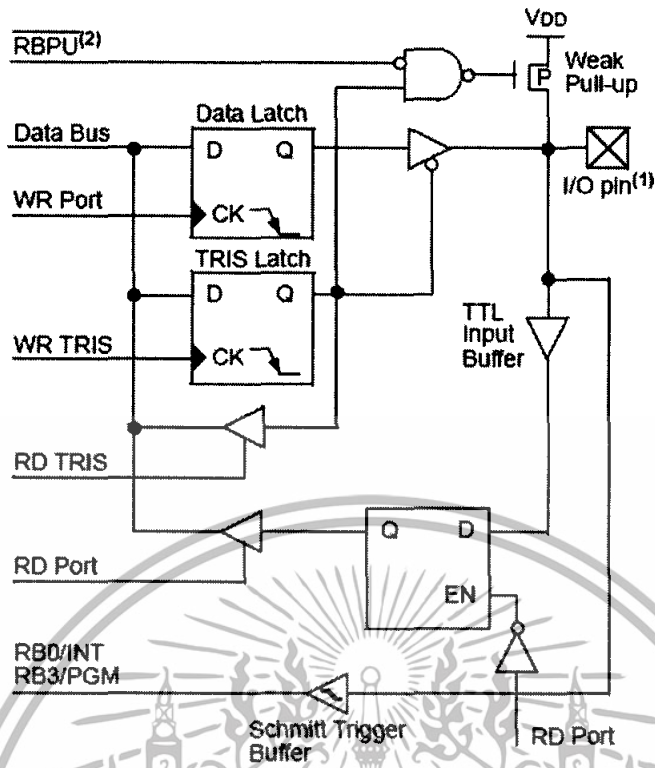 RBPU(2)
VDD
P
Weak
Pull-up
Data Latch
Data Bus
D
Q
I/O pin(1)
WR Port
CK
TRIS Latch
D
Q
TTL
Input
Buffer
WR TRIS
CK
RD TRIS
Q
D
RD Port
EN
RB0/INT
RB3/PGM
Schmitt Trigger
Buffer
RD Port